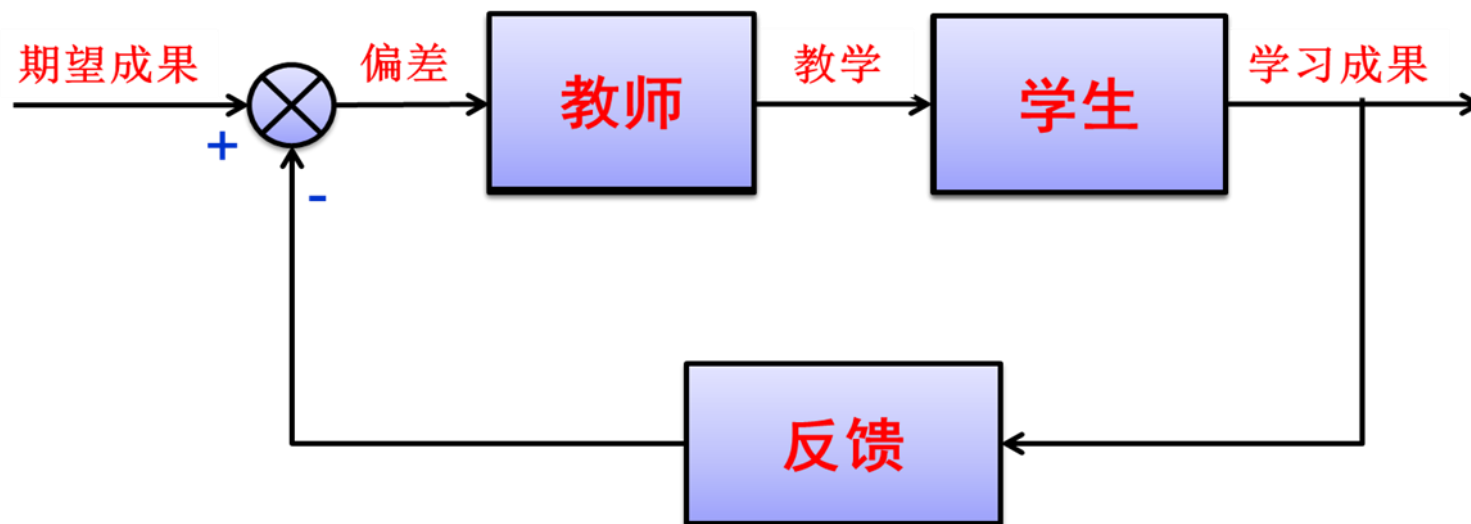 期望成果
偏差
教师
教学
学生
学习成果
+
-
反馈